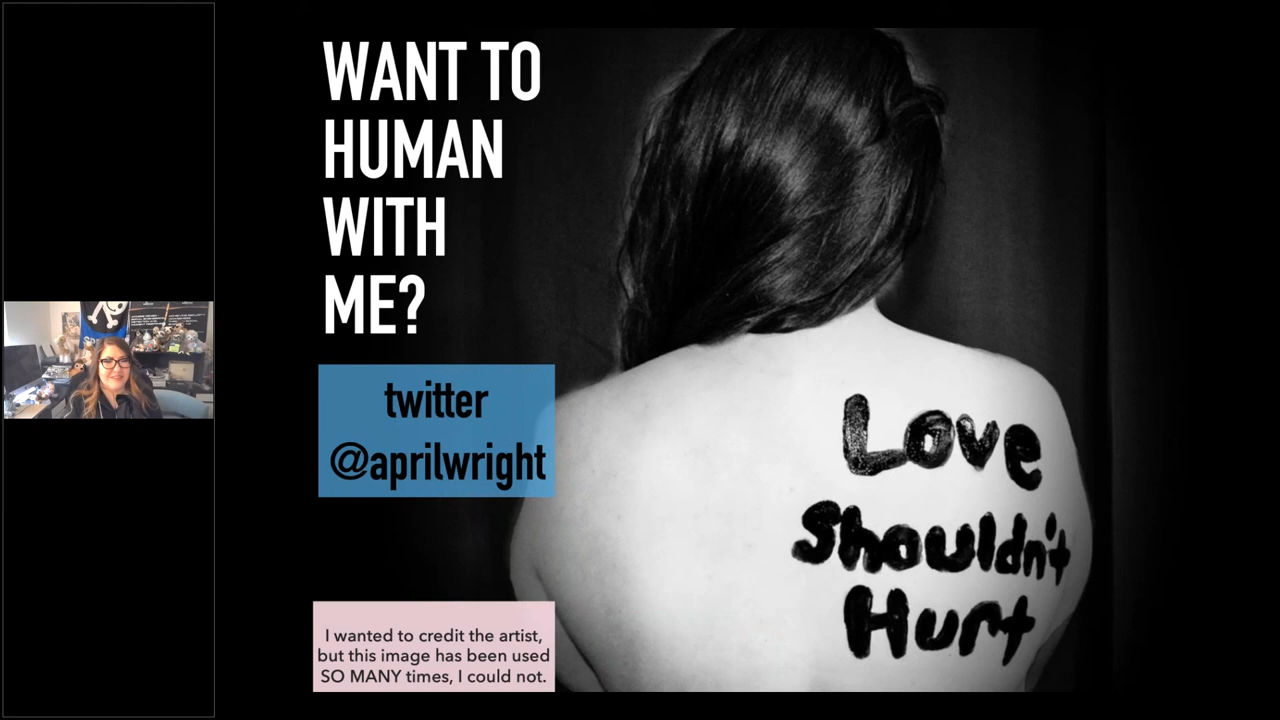 WANT TO
HUMAN
WITH
ME?
twitter
@aprilwright
I wanted to credit the artist,
but this image has been used
SO MANY times, I could not.
Love
Shouldn't
Hurt